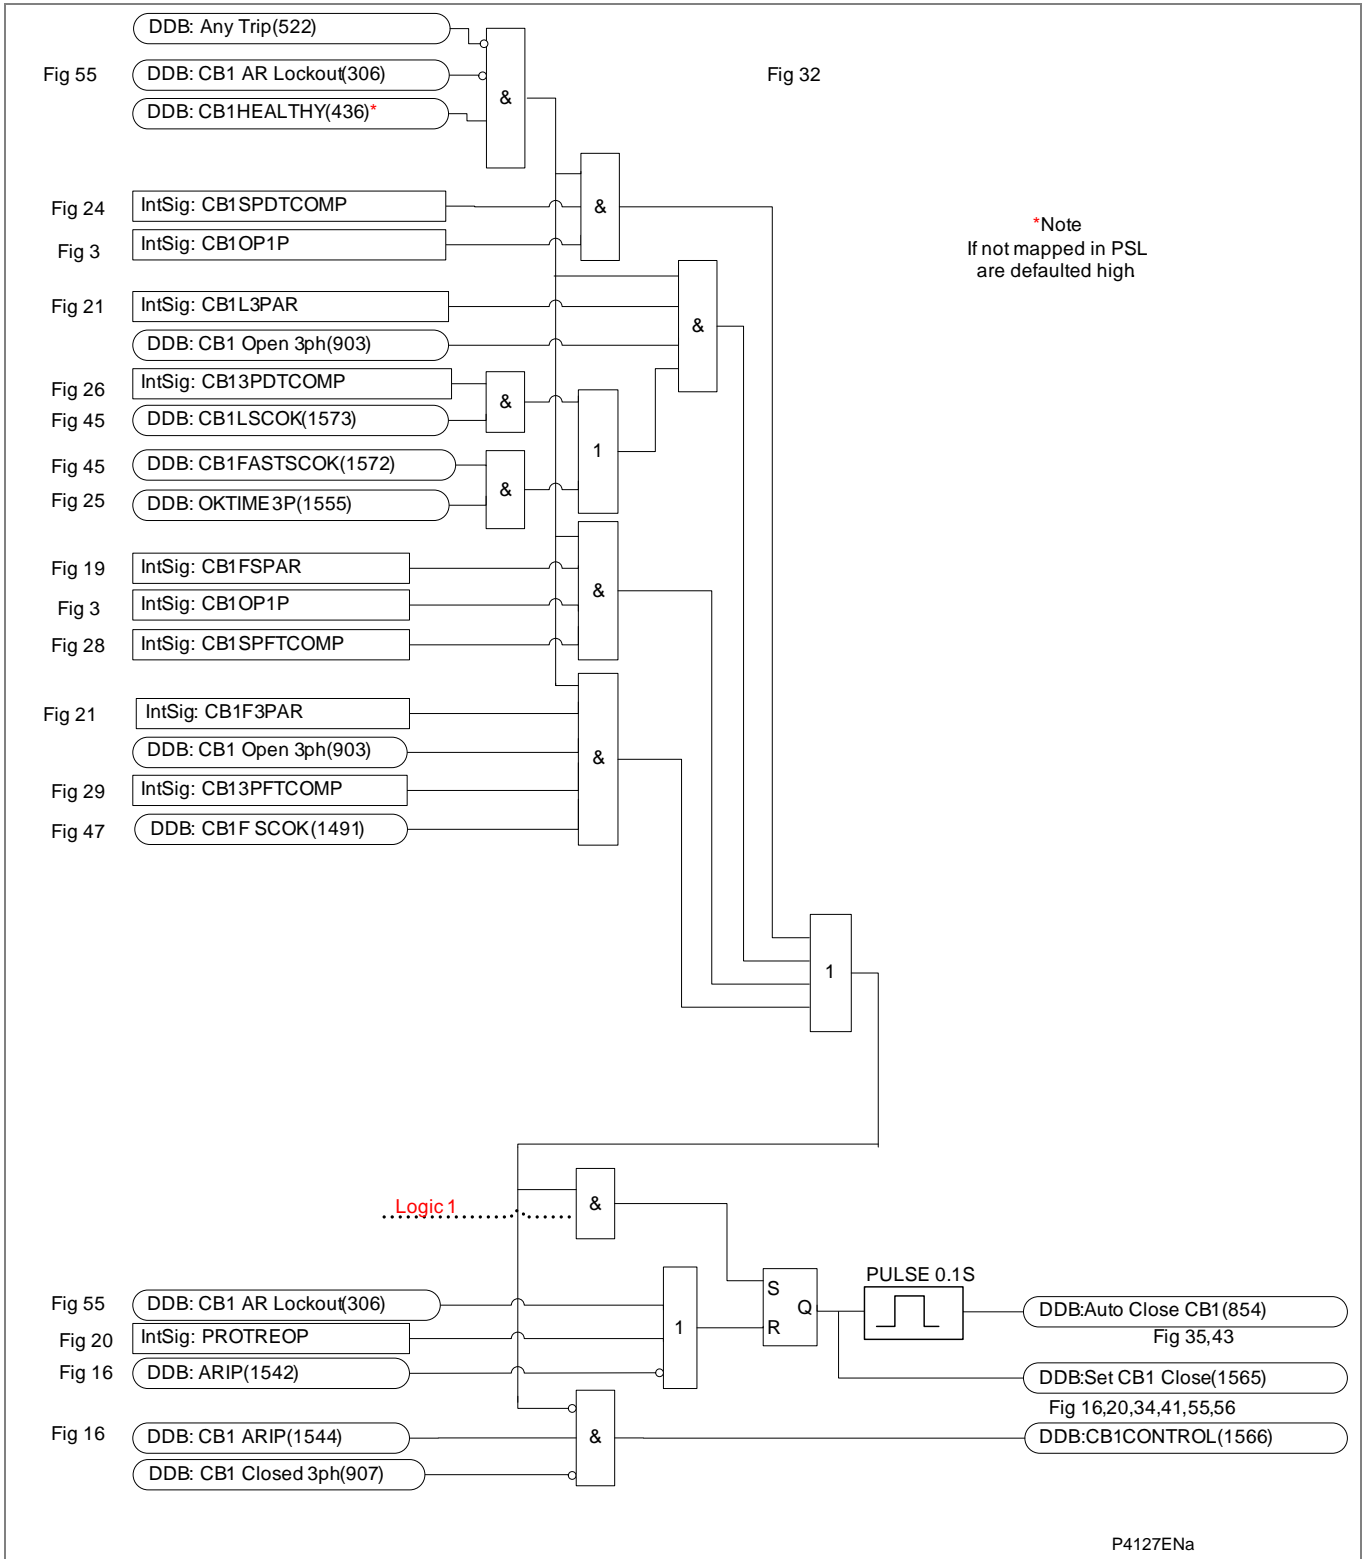 DDB: Any Trip(522)
Fig 55
DDB: CB1 AR Lockout(306)
Fig 32
DDB: CB1HEALTHY(436)*
&
Fig 24
IntSig: CB1SPDTCOMP
&
*Note
If not mapped in PSL
are defaulted high
Fig 3
IntSig: CB1OP1P
Fig 21
IntSig: CB1L3PAR
&
DDB: CB1 Open 3ph(903)
Fig 26
IntSig: CB13PDTCOMP
&
Fig 45
DDB: CB1LSCOK(1573)
1
Fig 45
DDB: CB1FASTSCOK(1572)
&
Fig 25
DDB: OKTIME3P(1555)
Fig 19
IntSig: CB1FSPAR
&
Fig 3
IntSig: CB1OP1P
Fig 28
IntSig: CB1SPFTCOMP
Fig 21
IntSig: CB1F3PAR
DDB: CB1 Open 3ph(903)
&
Fig 29
IntSig: CB13PFTCOMP
Fig 47
DDB: CB1F SCOK(1491)
1
Logic 1
&
PULSE 0.1S
S
Q
R
Fig 55
DDB: CB1 AR Lockout(306)
DDB:Auto Close CB1(854)
1
Fig 20
IntSig: PROTREOP
Fig 35,43
Fig 16
DDB: ARIP(1542)
DDB:Set CB1 Close(1565)
Fig 16,20,34,41,55,56
Fig 16
DDB: CB1 ARIP(1544)
&
DDB:CB1CONTROL(1566)
DDB: CB1 Closed 3ph(907)
P4127ENa